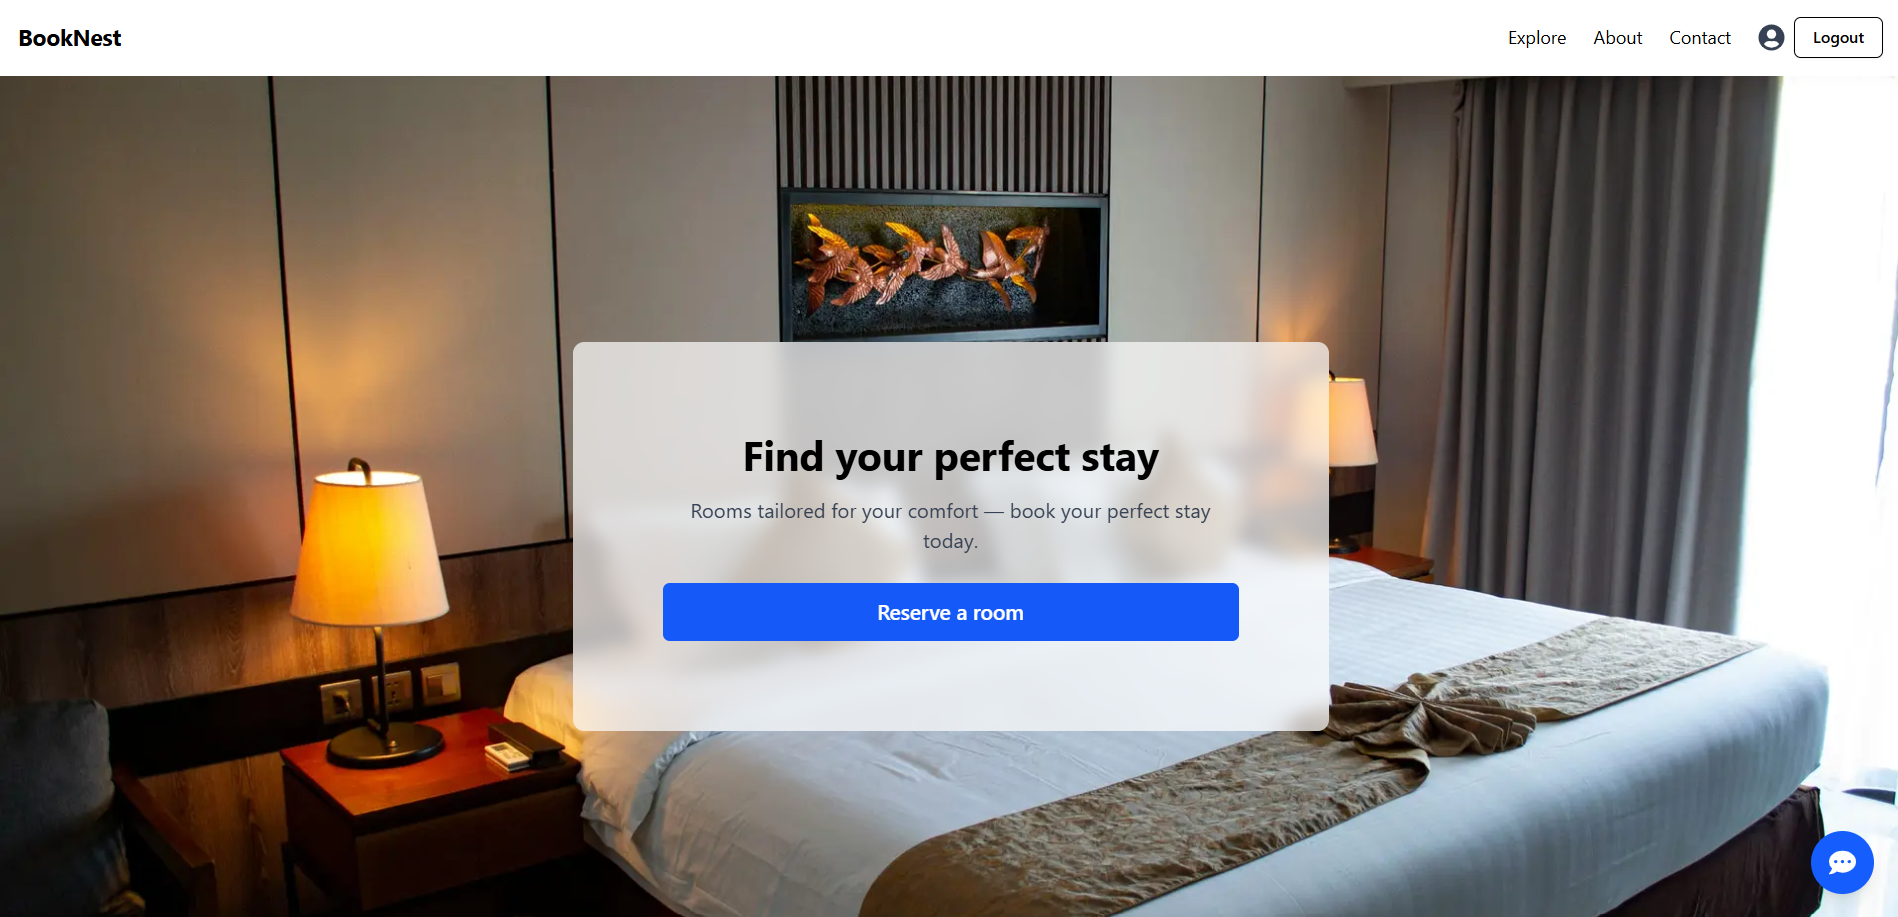 BookNest
Explore
About
Contact
Logout
Find your perfect stay
Rooms tailored for your comfort — book your perfect stay
today.
Reserve a room